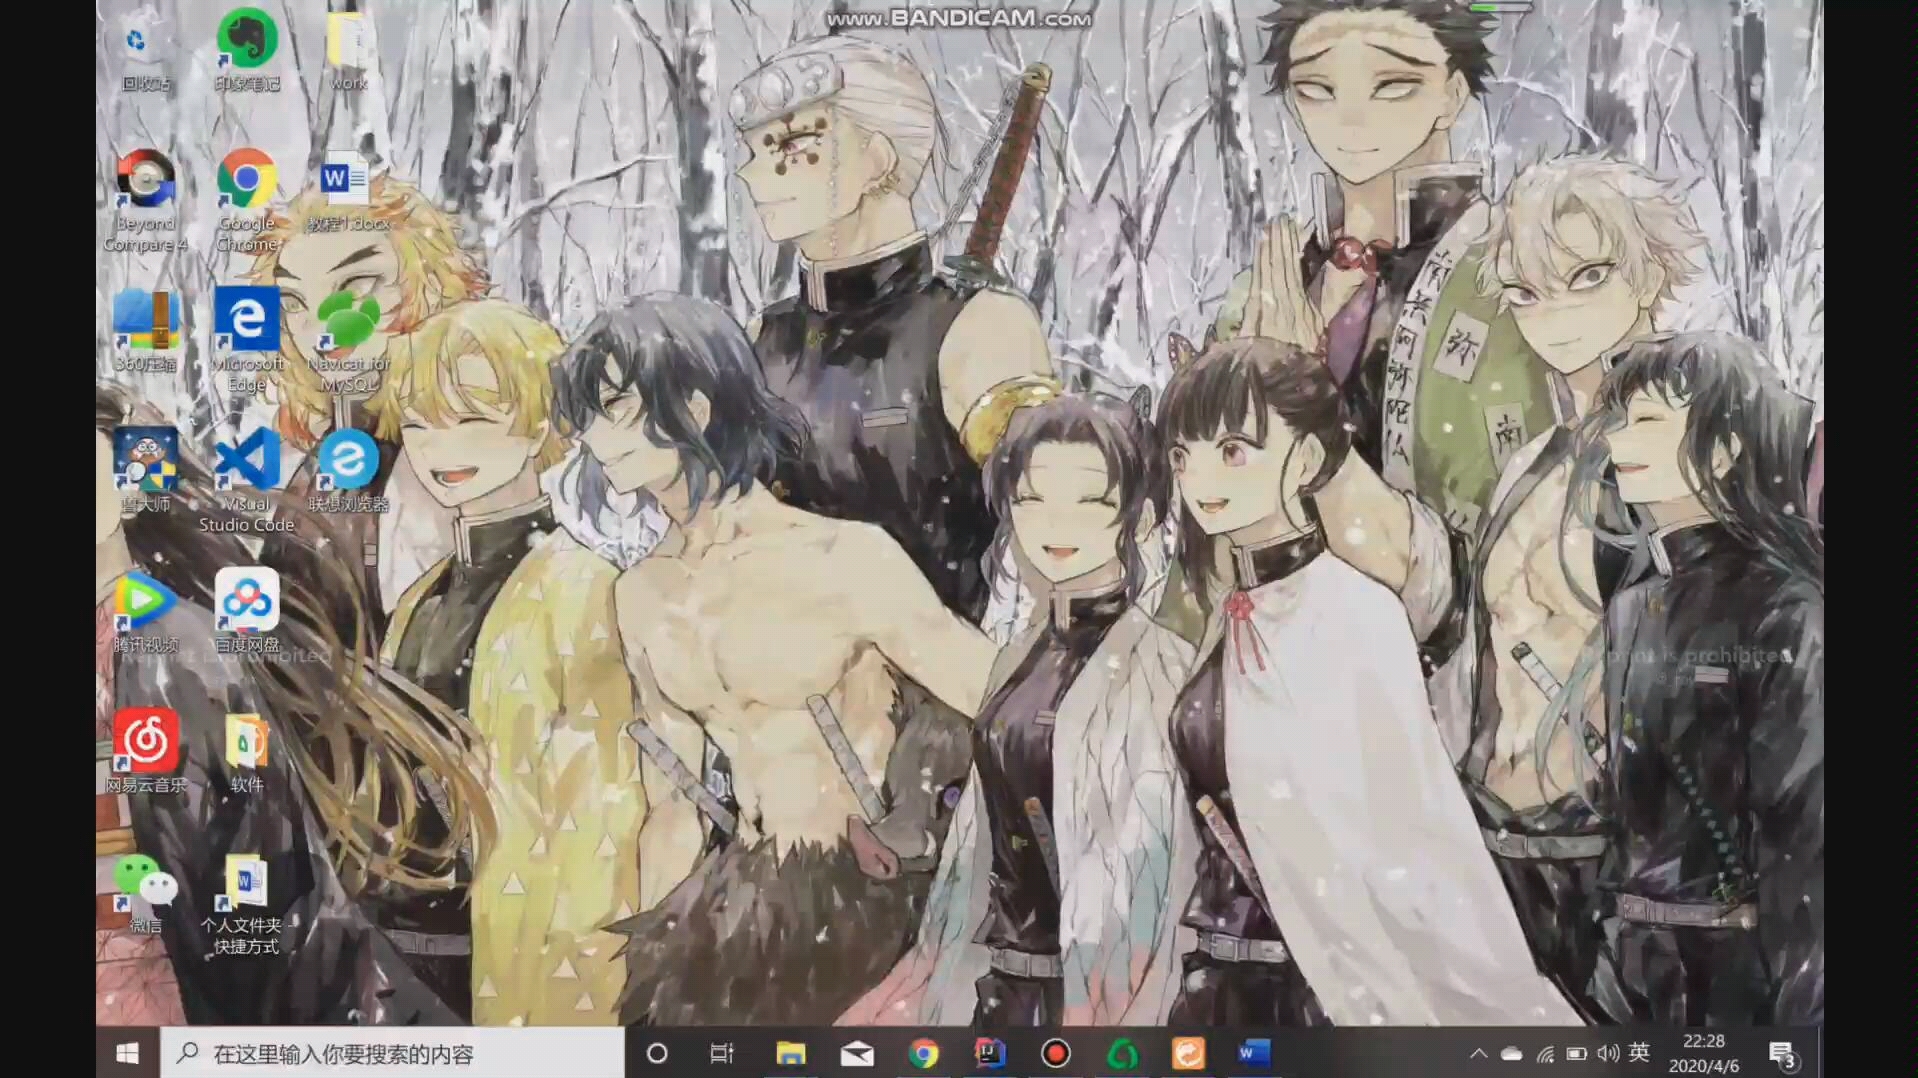 www.BANDICAM.com
回收站
印象笔记
work
Beyond
Compare 4
Google
Chrome
教程1.docx
360压缩
Microsoft
Edge
Navicat for
MySQL
鲁大师
Visual
Studio Code
联想浏览器
腾讯视频
百度网盘
网易云音乐
软件
微信
个人文件夹
快捷方式
南无阿弥陀仏
弥
南
Reprint is prohibited
Reprint is prohibited
在这里输入你要搜索的内容
英
22:28
2020/4/6
3